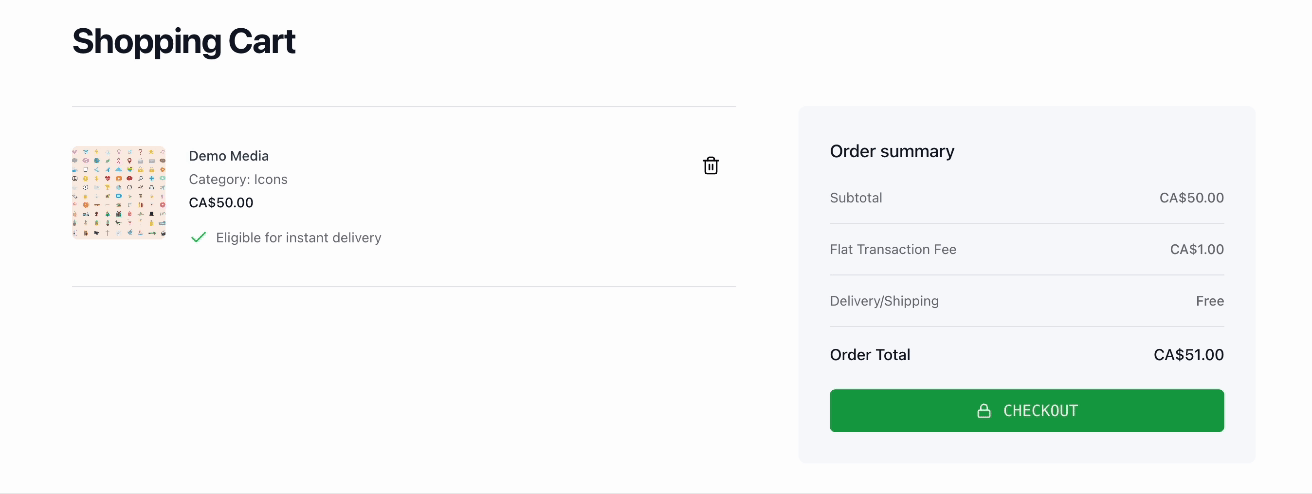 Shopping Cart
Demo Media
Category: Icons
CA$50.00
Eligible for instant delivery
Order summary
Subtotal CA$50.00
Flat Transaction Fee CA$1.00
Delivery/Shipping Free
Order Total CA$51.00
CHECKOUT